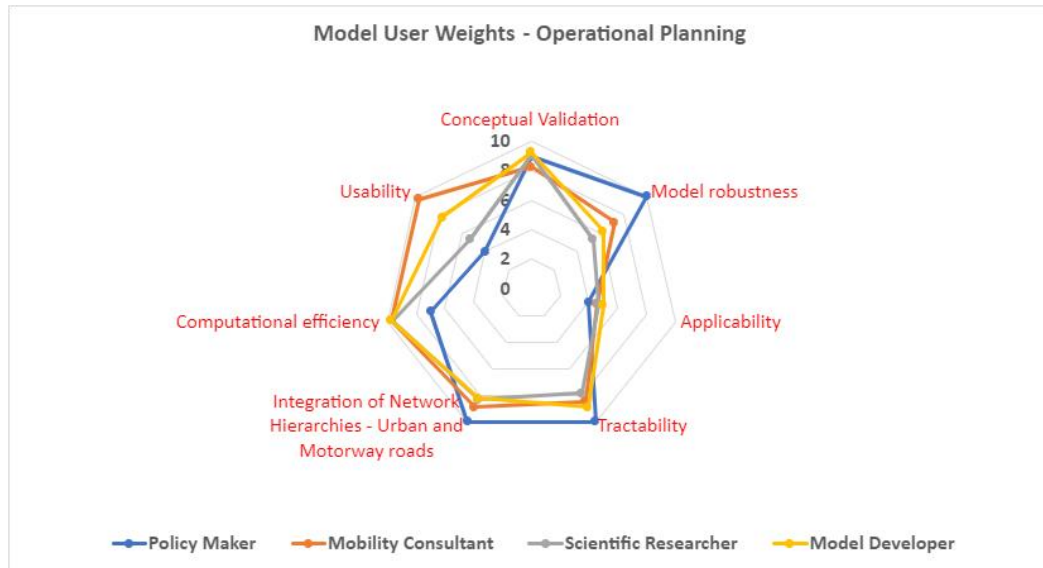 Model User Weights - Operational Planning
Conceptual Validation
10
8
6
4
2
0
Usability
Model robustness
Computational efficiency
Applicability
Integration of Network
Hierarchies - Urban and
Motorway roads
Tractability
Policy Maker
Mobility Consultant
Scientific Researcher
Model Developer